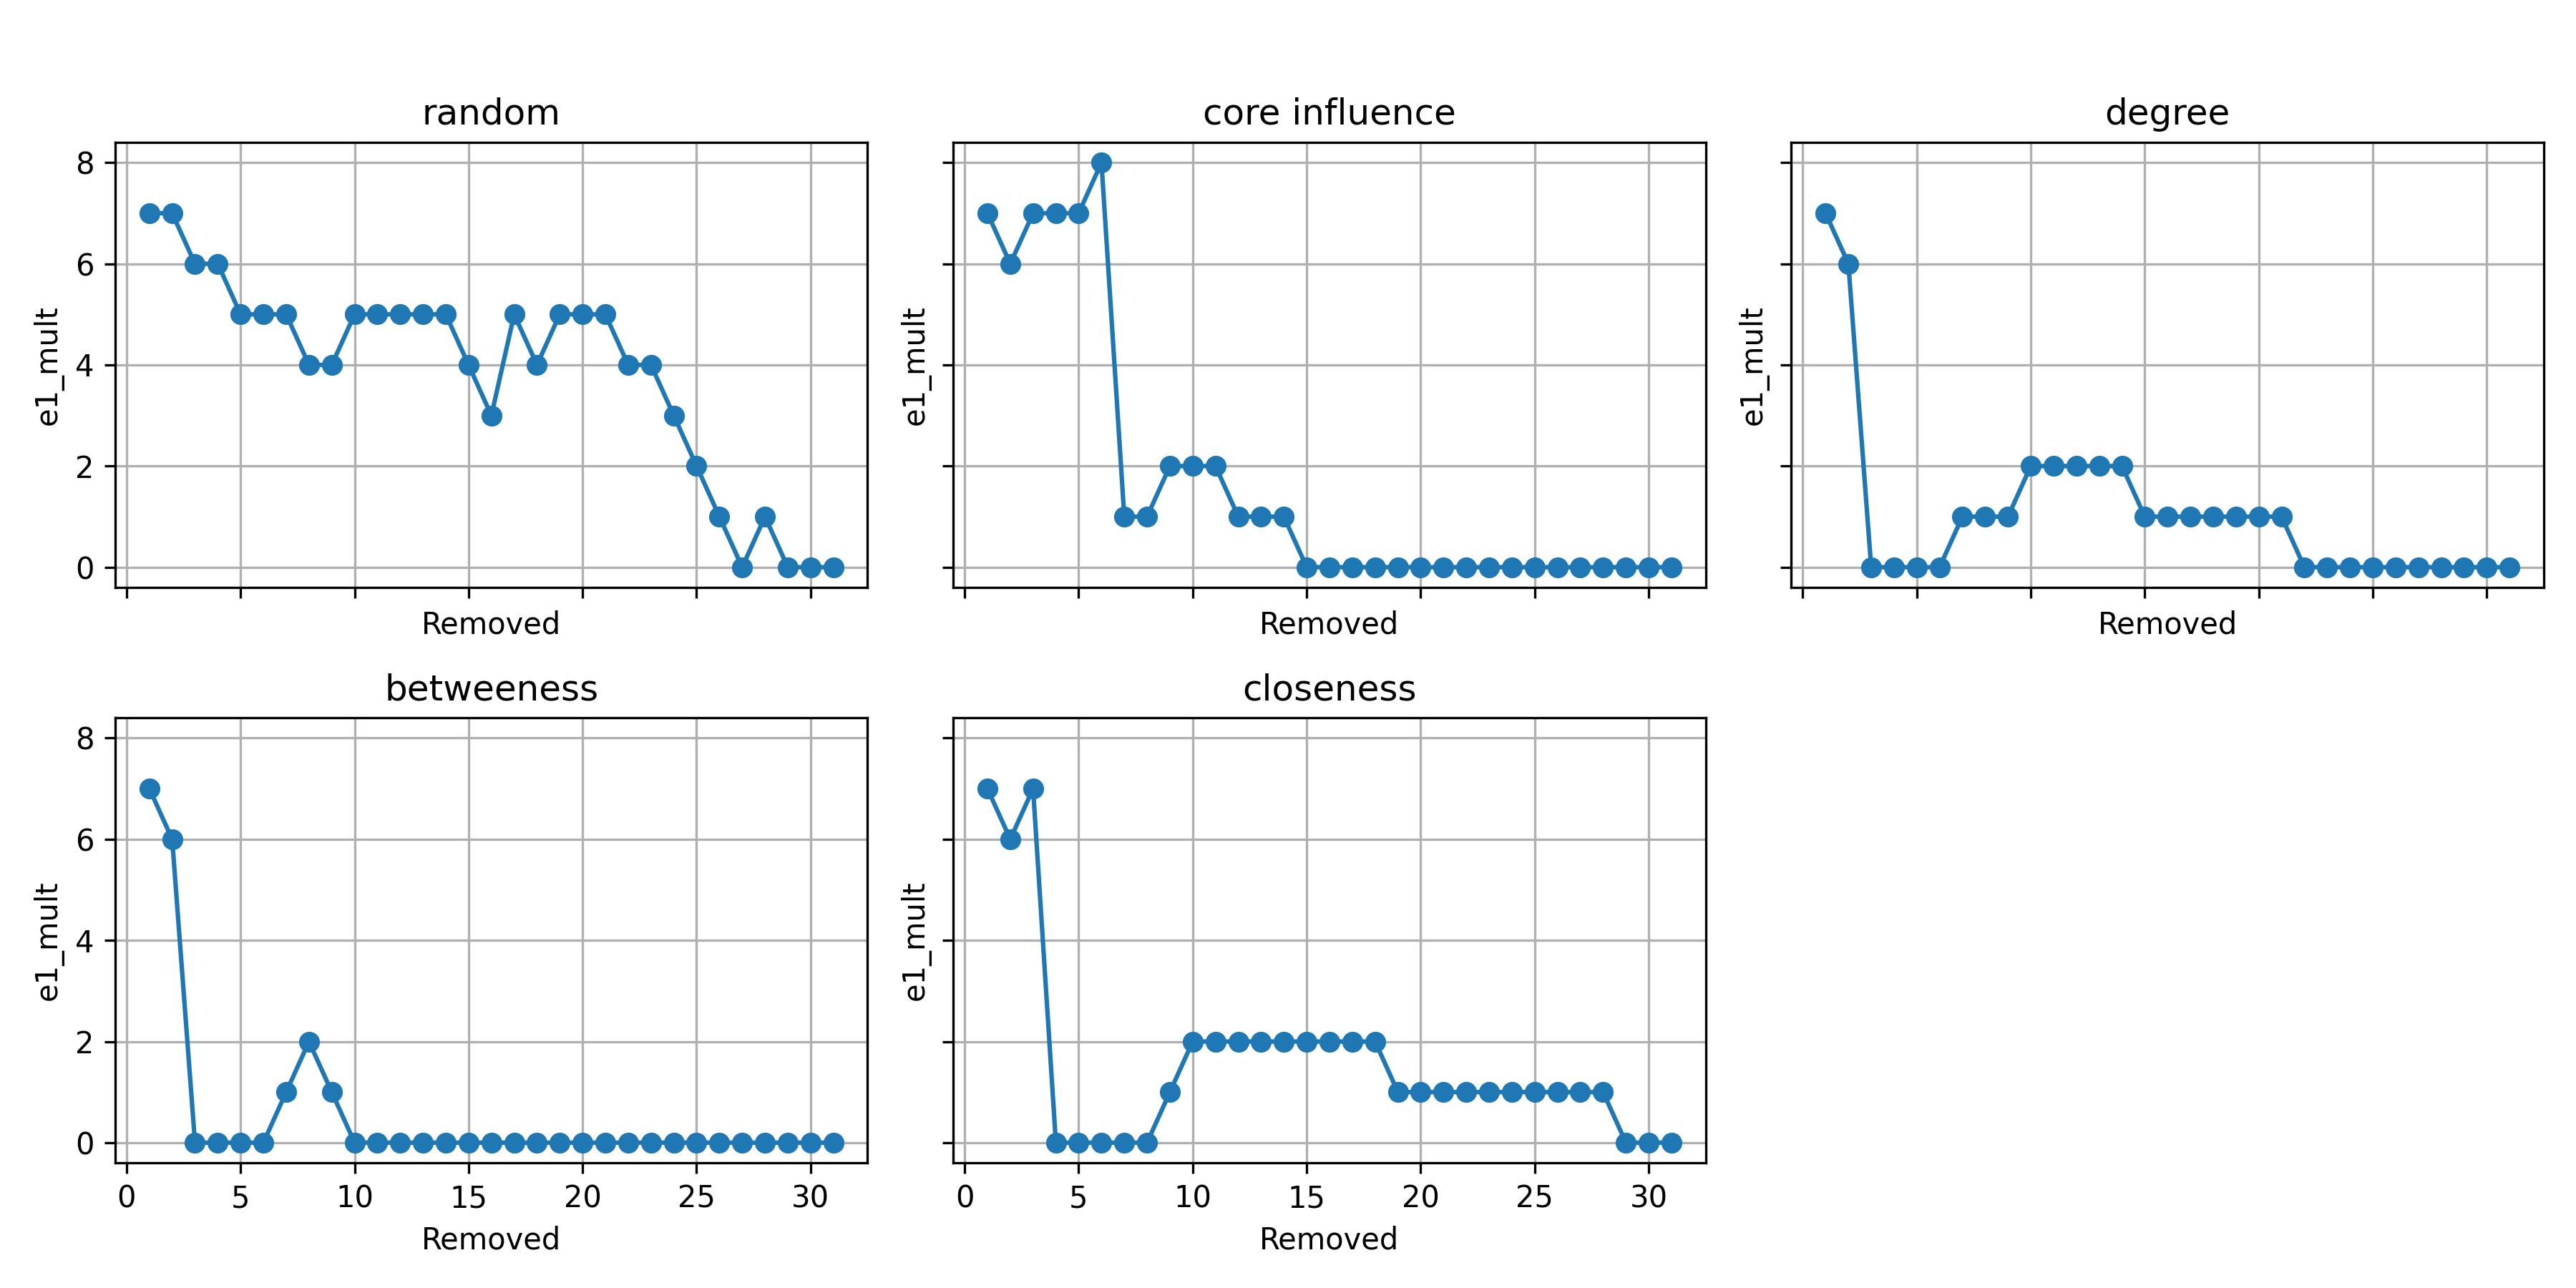 random
8
6
4
2
0
e1_mult
Removed
core influence
e1_mult
Removed
degree
e1_mult
Removed
betweeness
8
6
4
2
0
e1_mult
0 5 10 15 20 25 30
Removed
closeness
e1_mult
0 5 10 15 20 25 30
Removed